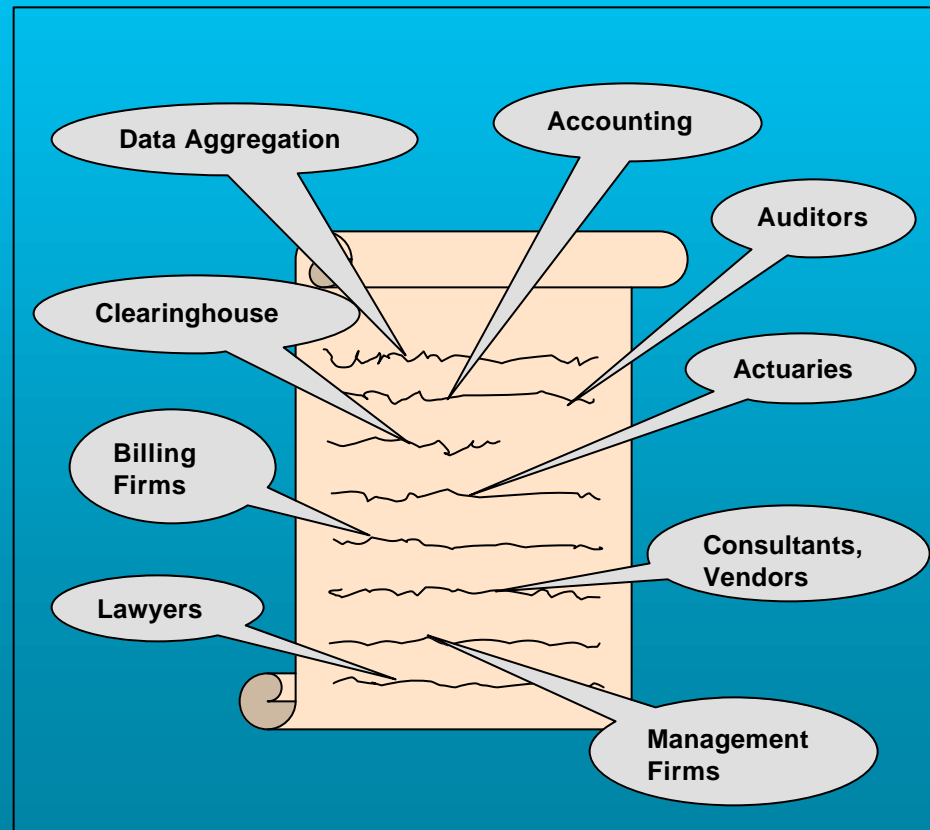 Data Aggregation
Accounting
Auditors
Clearinghouse
Actuaries
Billing
Firms
Consultants,
Vendors
Lawyers
Management
Firms